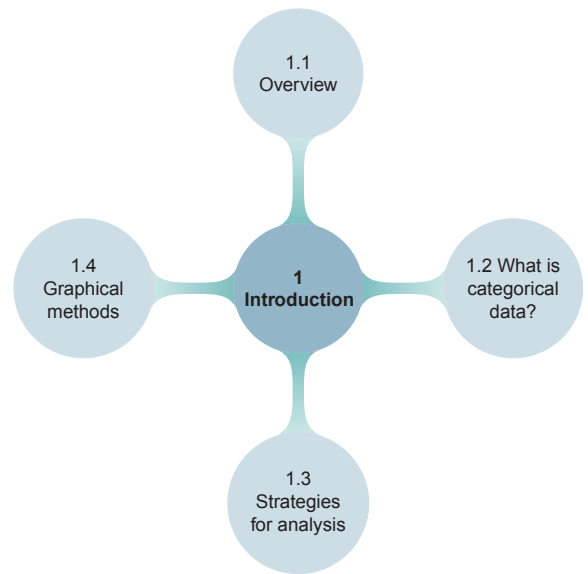 1.1
Overview
1
Introduction
1.2 What is
categorical
data?
1.3
Strategies
for analysis
1.4
Graphical
methods